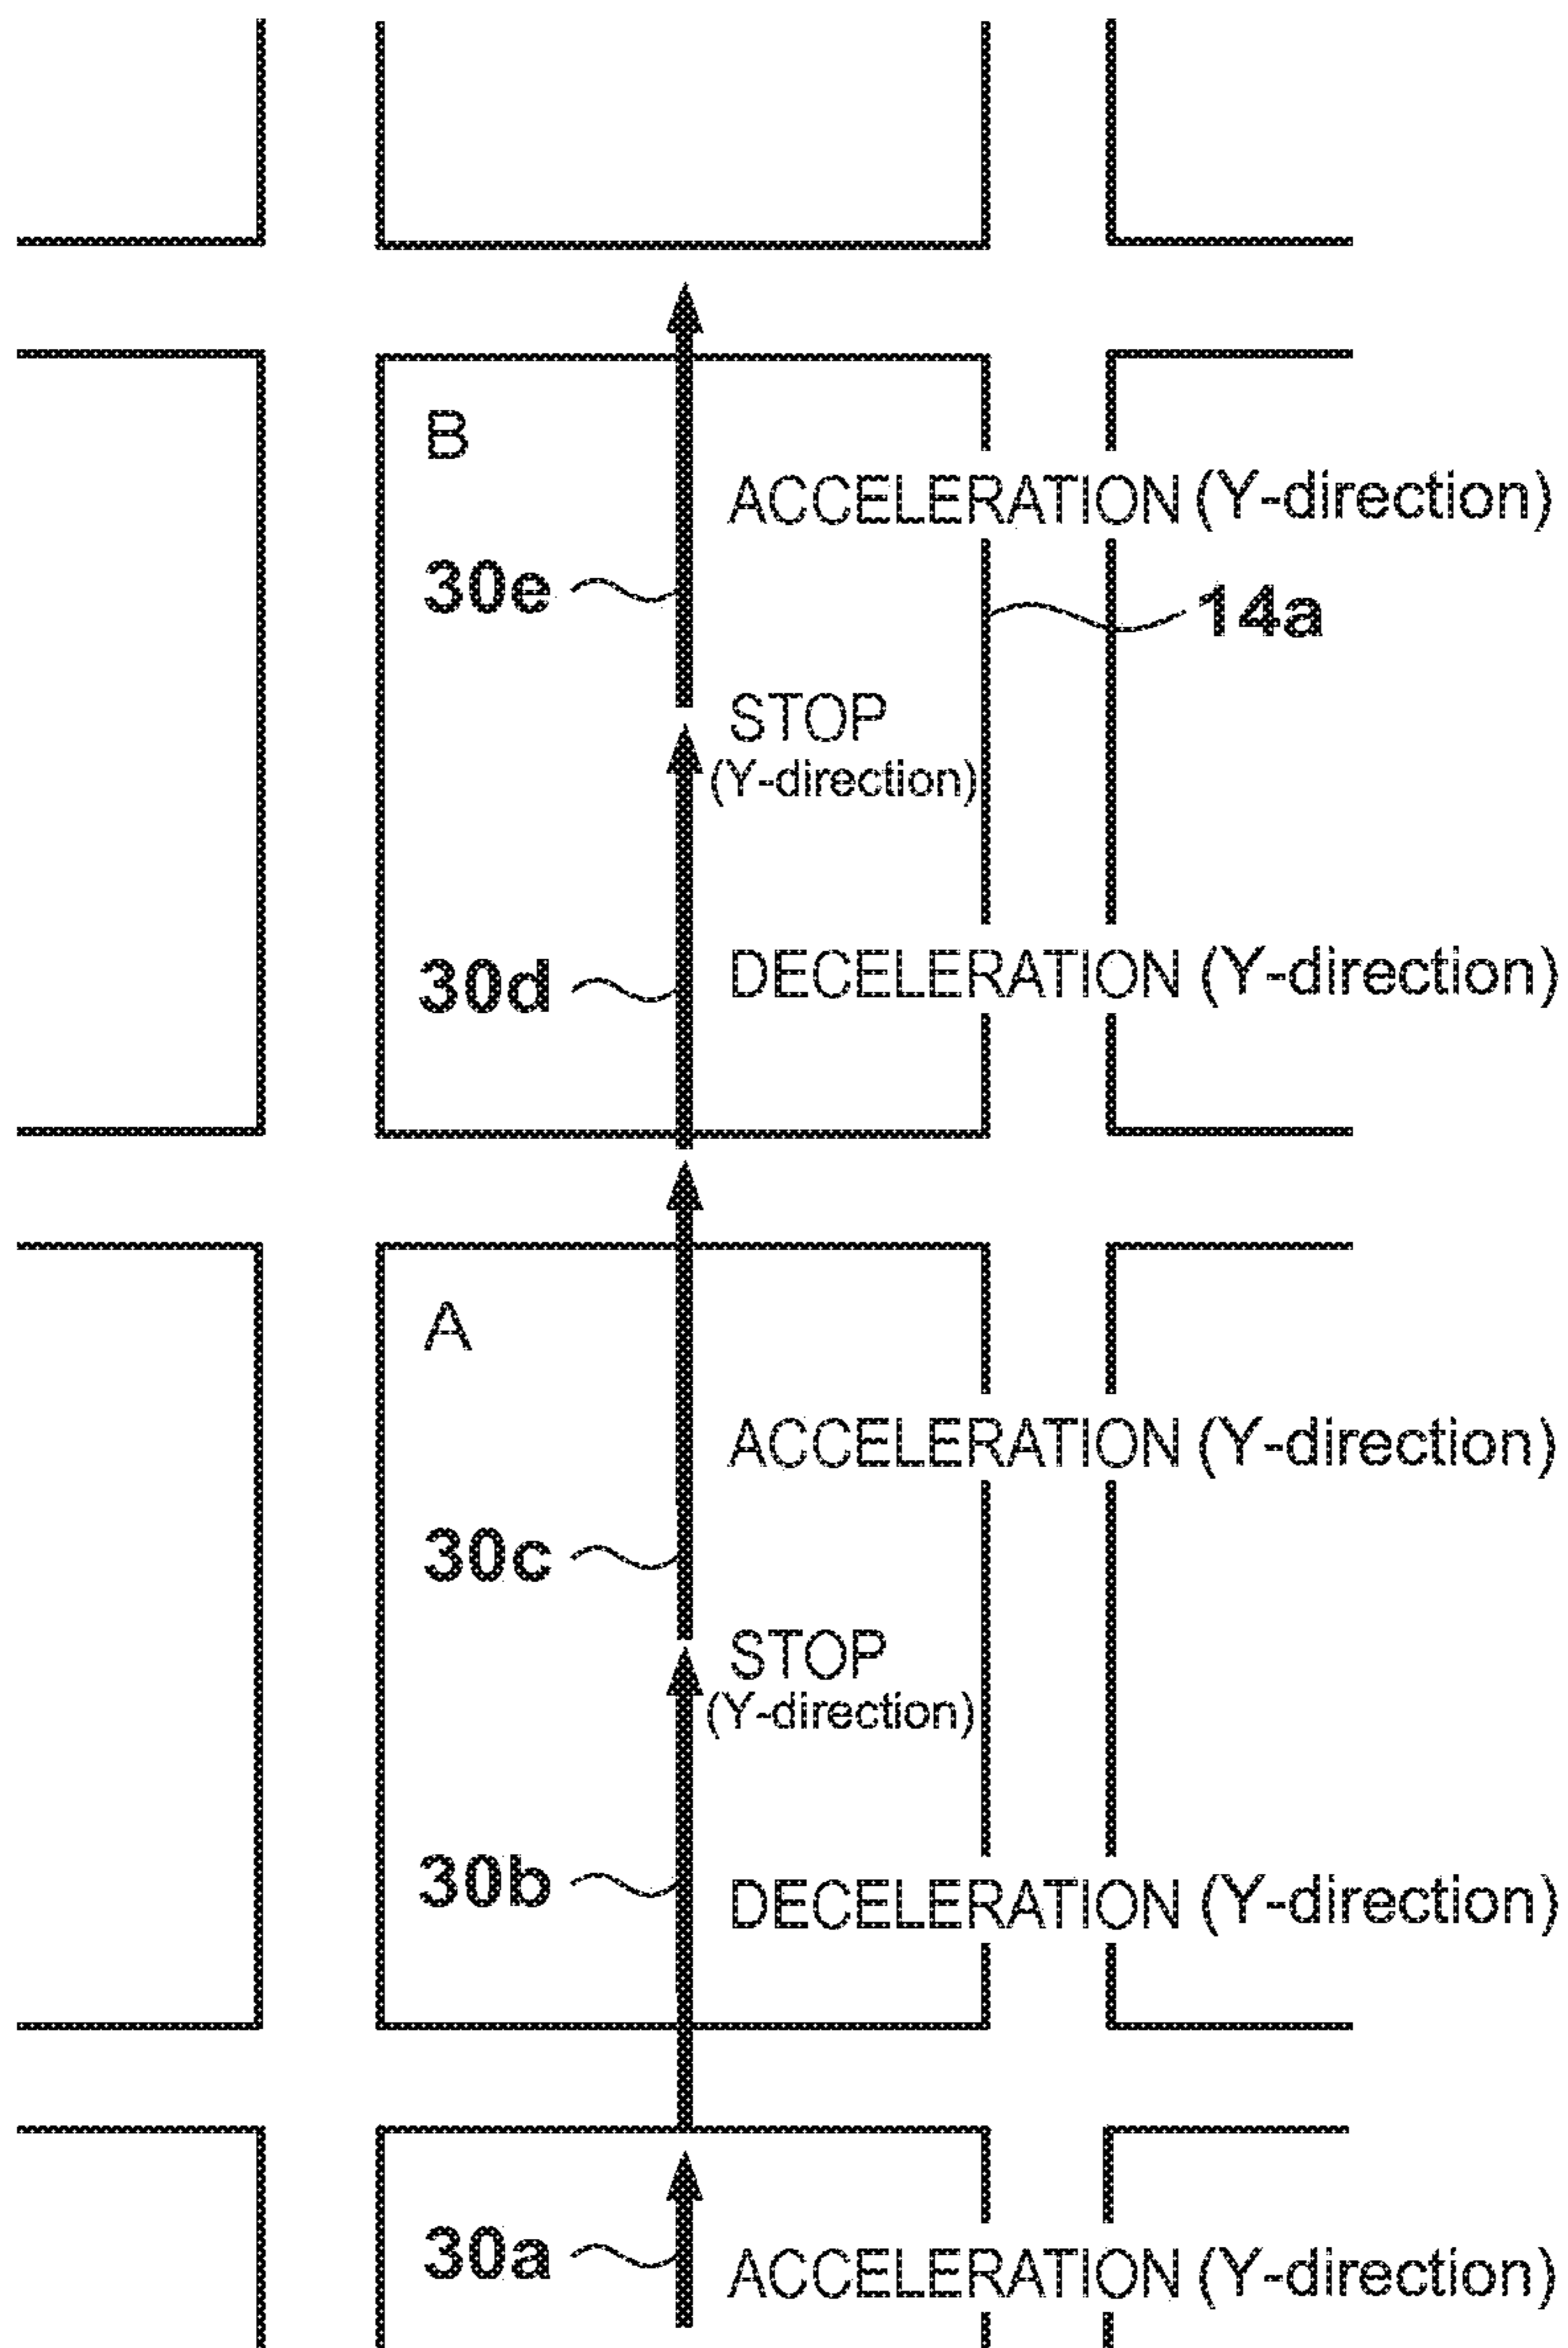 B
ACCELERATION (Y-direction)
30e
14a
STOP
(Y-direction)
30d
DECELERATION (Y-direction)
A
ACCELERATION (Y-direction)
30c
STOP
(Y-direction)
30b
DECELERATION (Y-direction)
30a
ACCELERATION (Y-direction)